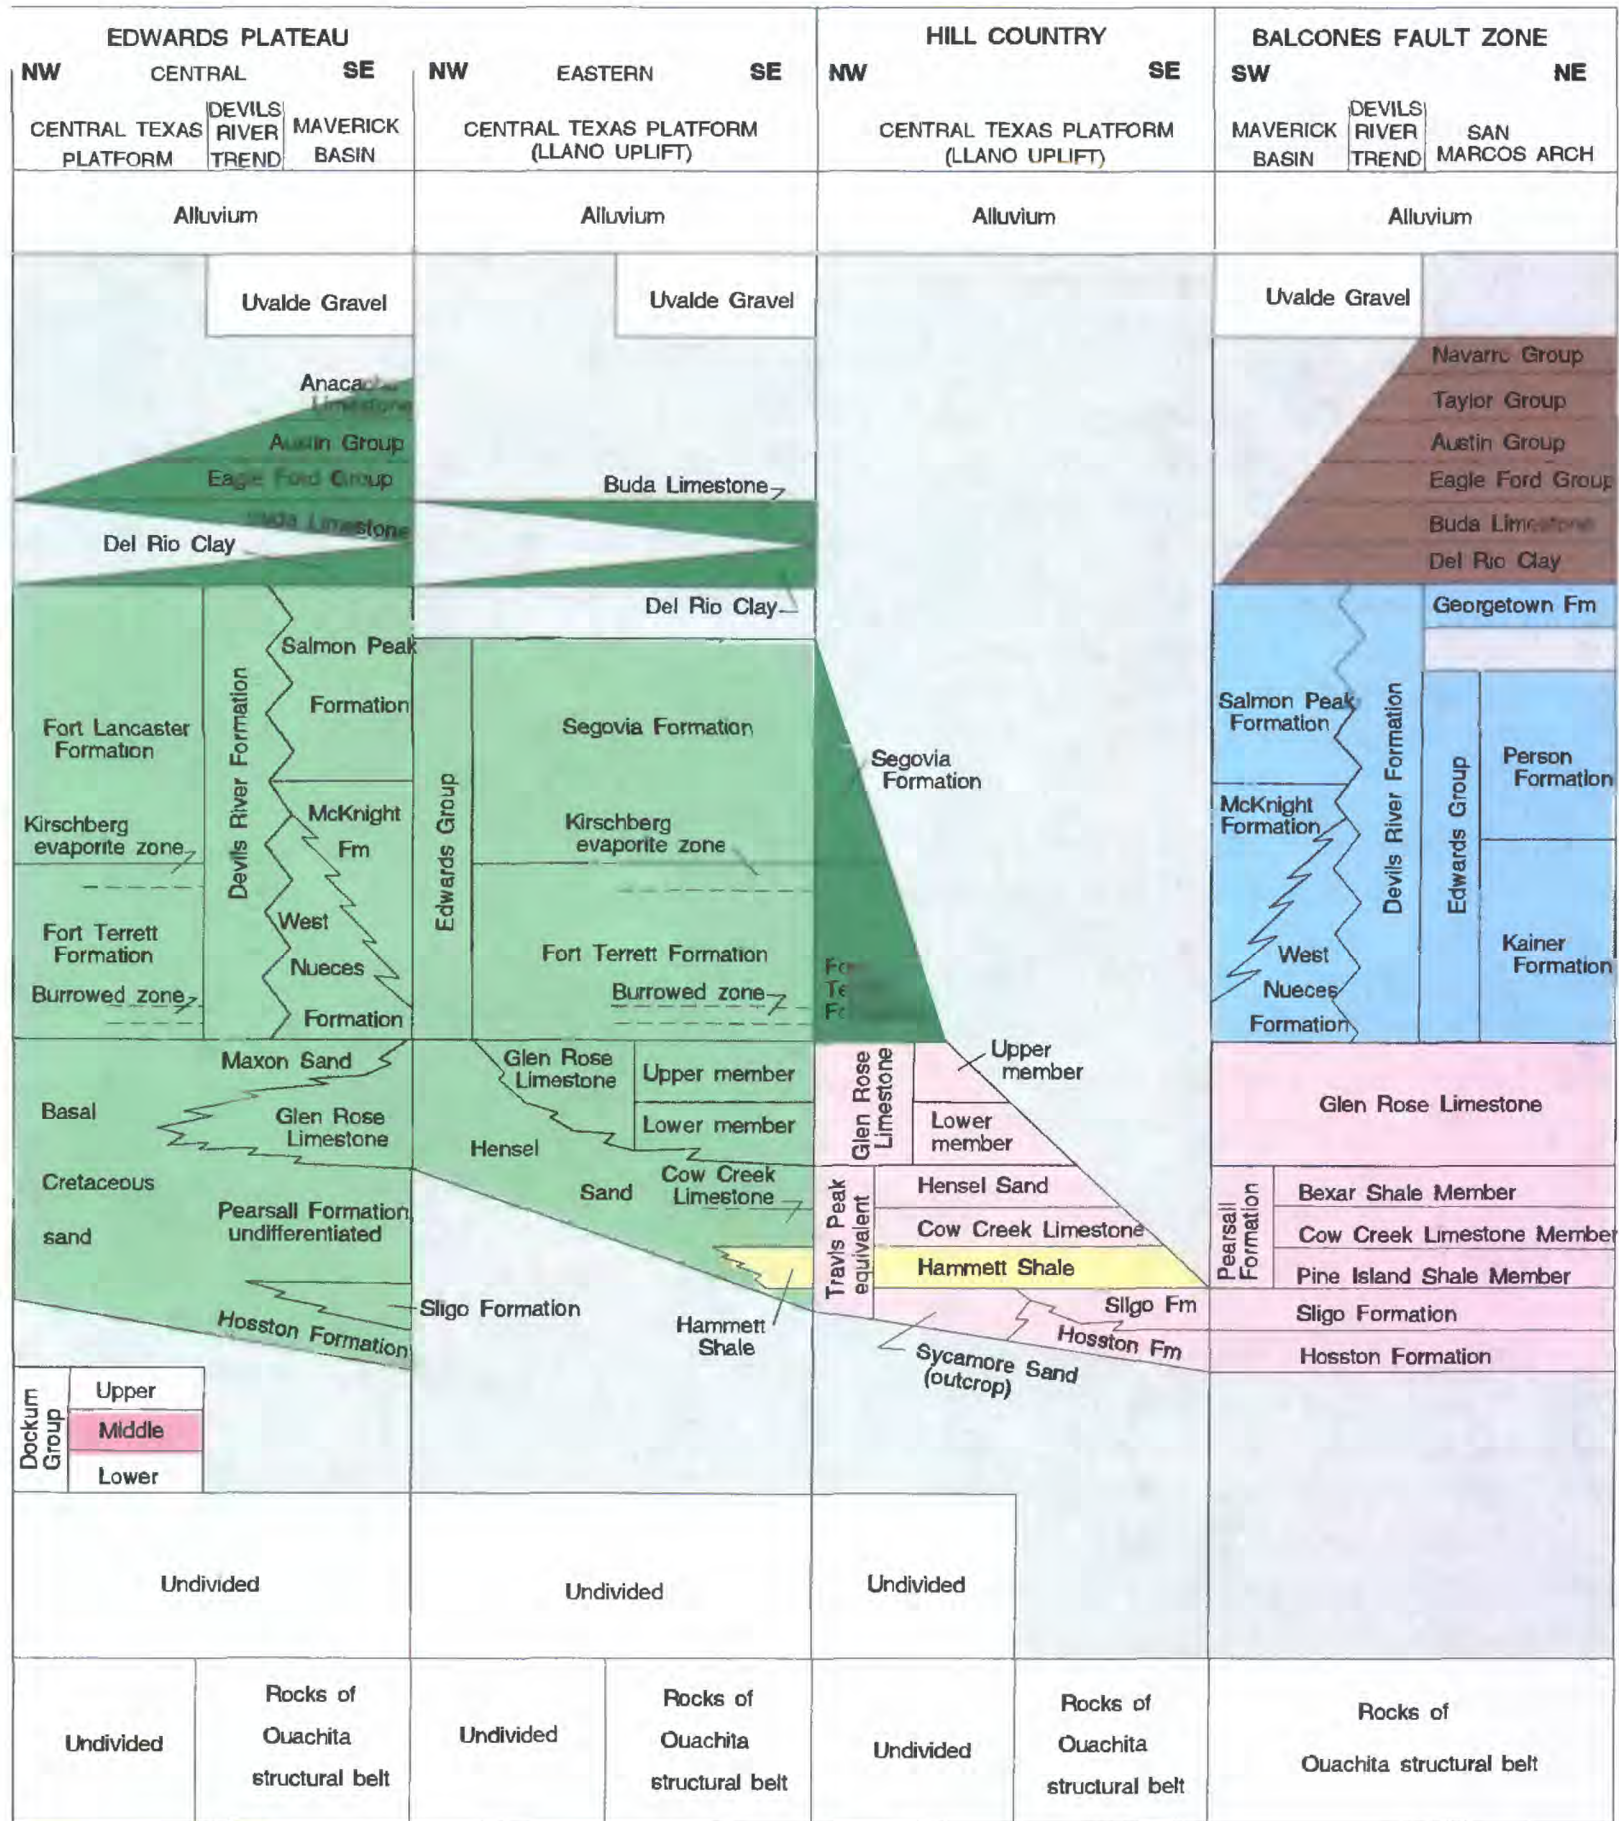 EDWARDS PLATEAU
NW
CENTRAL
SE
NW
EASTERN
SE
CENTRAL TEXAS
PLATFORM
DEVILS
RIVER
TREND
MAVERICK
BASIN
CENTRAL TEXAS PLATFORM
(LLANO UPLIFT)
HILL COUNTRY
NW
SE
CENTRAL TEXAS PLATFORM
(LLANO UPLIFT)
BALCONES FAULT ZONE
SW
NE
MAVERICK
BASIN
DEVILS
RIVER
TREND
SAN
MARCOS ARCH
Alluvium
Alluvium
Alluvium
Alluvium
Uvalde Gravel
Uvalde Gravel
Uvalde Gravel
Anacacho
Limestone
Austin Group
Eagle Ford Group
Buda Limestone
Del Rio Clay
Buda Limestone
Del Rio Clay
Navarro Group
Taylor Group
Austin Group
Eagle Ford Group
Buda Limestone
Del Rio Clay
Georgetown Fm
Fort Lancaster
Formation
Kirschberg
evaporite zone
Fort Terrett
Formation
Burrowed zone
Devils River Formation
Salmon Peak
Formation
McKnight
Fm
West
Nueces
Formation
Edwards Group
Segovia Formation
Kirschberg
evaporite zone
Fort Terrett Formation
Burrowed zone
Segovia
Formation
Salmon Peak
Formation
McKnight
Formation
West
Nueces
Formation
Devils River Formation
Edwards Group
Person
Formation
Kainer
Formation
Maxon Sand
Basal
Cretaceous
sand
Glen Rose
Limestone
Pearsall Formation
undifferentiated
Sligo Formation
Hosston Formation
Glen Rose
Limestone
Upper member
Lower member
Hensel
Sand
Cow Creek
Limestone
Hammett
Shale
Glen Rose
Limestone
Upper
member
Lower
member
Travis Peak
equivalent
Hensel Sand
Cow Creek Limestone
Hammett Shale
Sligo Fm
Hosston Fm
Sycamore Sand
(outcrop)
Glen Rose Limestone
Pearsall
Formation
Bexar Shale Member
Cow Creek Limestone Member
Pine Island Shale Member
Sligo Formation
Hosston Formation
Dockum
Group
Upper
Middle
Lower
Undivided
Undivided
Undivided
Undivided
Rocks of
Ouachita
structural belt
Undivided
Rocks of
Ouachita
structural belt
Undivided
Rocks of
Ouachita
structural belt
Rocks of
Ouachita structural belt